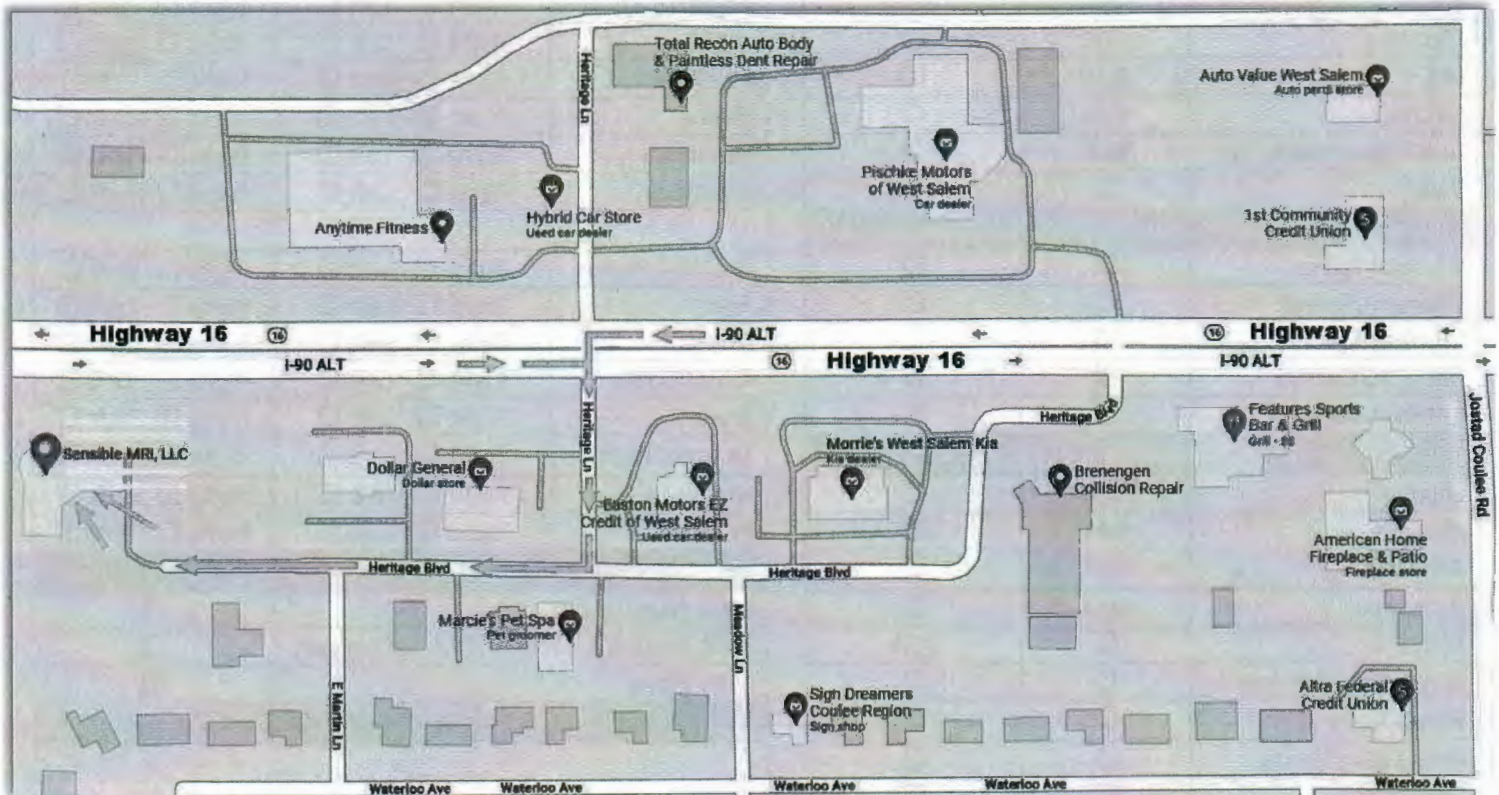 Heritage Ln
Total Recon Auto Body
& Paintless Dent Repair
Auto Value West Salem
Auto parts store
Pischke Motors
of West Salem
Car dealer
Hybrid Car Store
Used car dealer
Anytime Fitness
1st Community
Credit Union
Highway 16
16
I-90 ALT
16
Highway 16
I-90 ALT
16
Highway 16
I-90 ALT
Heritage Ln
Heritage Blvd
Features Sports
Bar & Grill
Grill · $$
Jostad Coulee Rd
Sensible MRI, LLC
Dollar General
Dollar store
Morrie's West Salem Kia
Kia dealer
Brenengen
Collision Repair
Easton Motors EZ
Credit of West Salem
Used car dealer
American Home
Fireplace & Patio
Fireplace store
Heritage Blvd
Heritage Blvd
Marcie's Pet Spa
Pet groomer
Meadow Ln
E Martin Ln
Sign Dreamers
Coulee Region
Sign shop
Altra Federal
Credit Union
Waterloo Ave
Waterloo Ave
Waterloo Ave
Waterloo Ave
Waterloo Ave